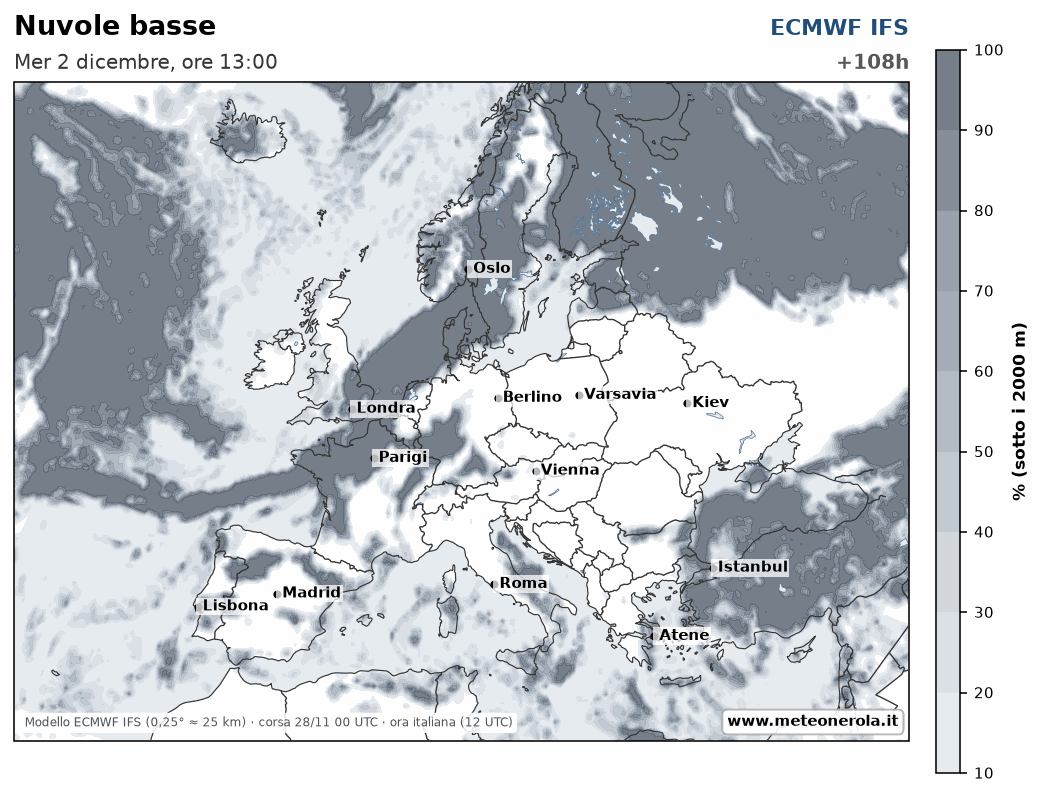 Nuvole basse
ECMWF IFS
Mer 2 dicembre, ore 13:00
+108h
100
90
80
70
60
50
40
30
20
10
% (sotto i 2000 m)
Oslo
Londra
Berlino
Varsavia
Kiev
Parigi
Vienna
Istanbul
Roma
Madrid
Lisbona
Atene
Modello ECMWF IFS (0,25° ≈ 25 km) · corsa 28/11 00 UTC · ora italiana (12 UTC)
www.meteonerola.it